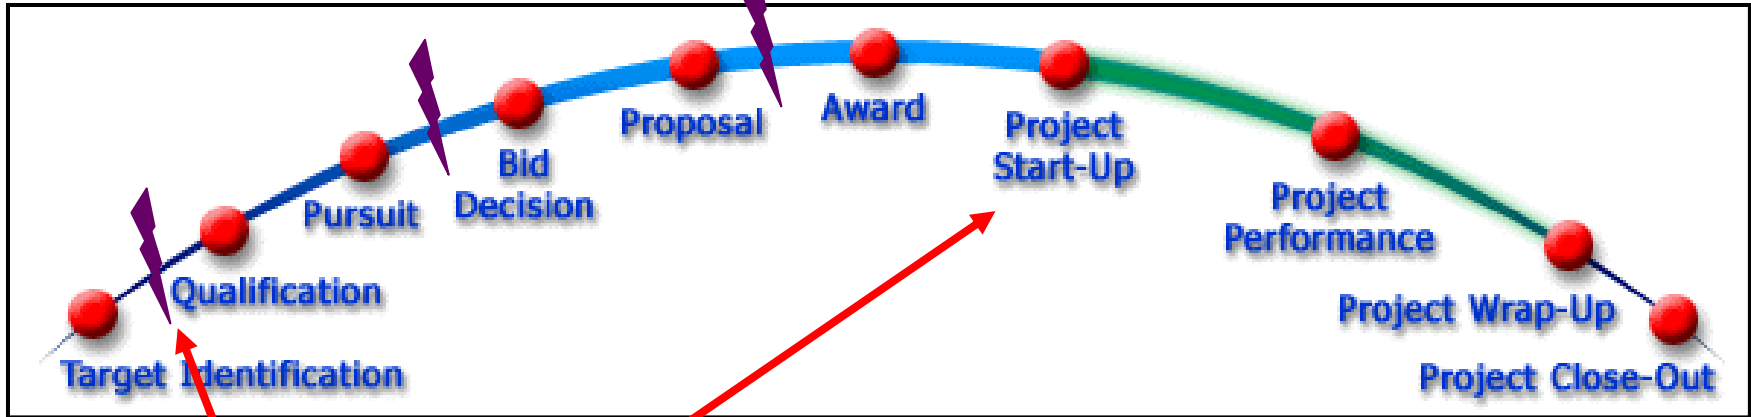 Target Identification
Qualification
Pursuit
Bid
Decision
Proposal
Award
Project
Start-Up
Project
Performance
Project Wrap-Up
Project Close-Out